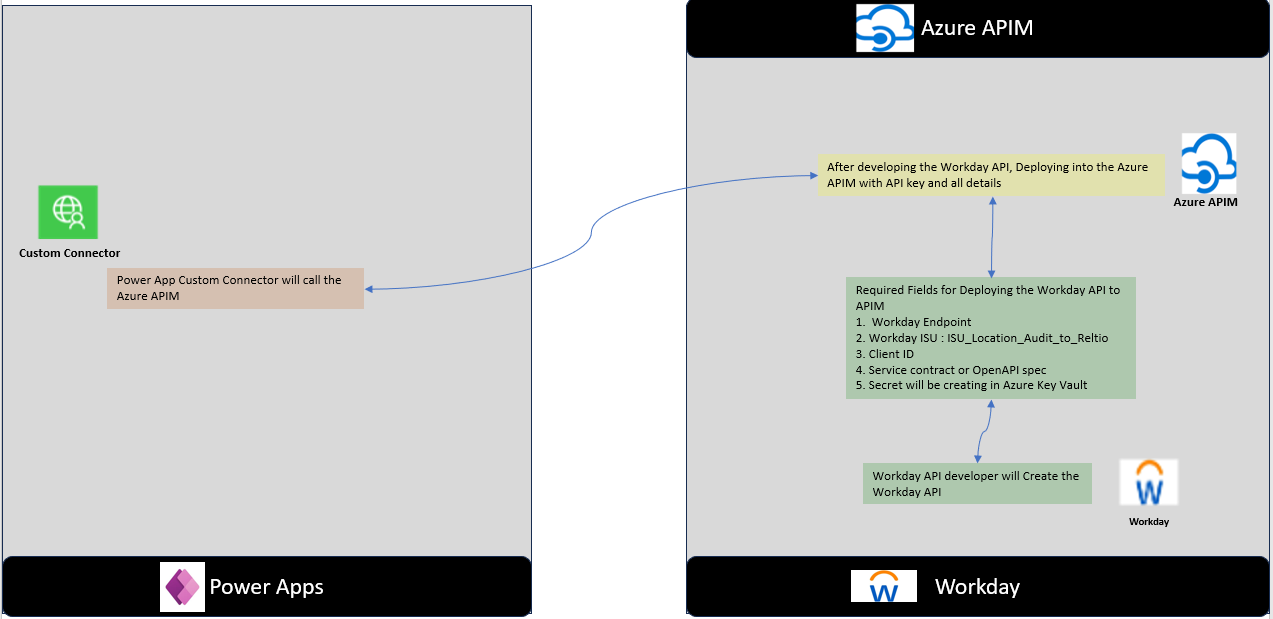 Azure APIM
After developing the Workday API, Deploying into the Azure
APIM with API key and all details
Azure APIM
Custom Connector
Power App Custom Connector will call the
Azure APIM
Required Fields for Deploying the Workday API to
APIM
1. Workday Endpoint
2. Workday ISU : ISU_Location_Audit_to_Reltio
3. Client ID
4. Service contract or OpenAPI spec
5. Secret will be creating in Azure Key Vault
Workday API developer will Create the
Workday API
W
Workday
Power Apps
W
Workday